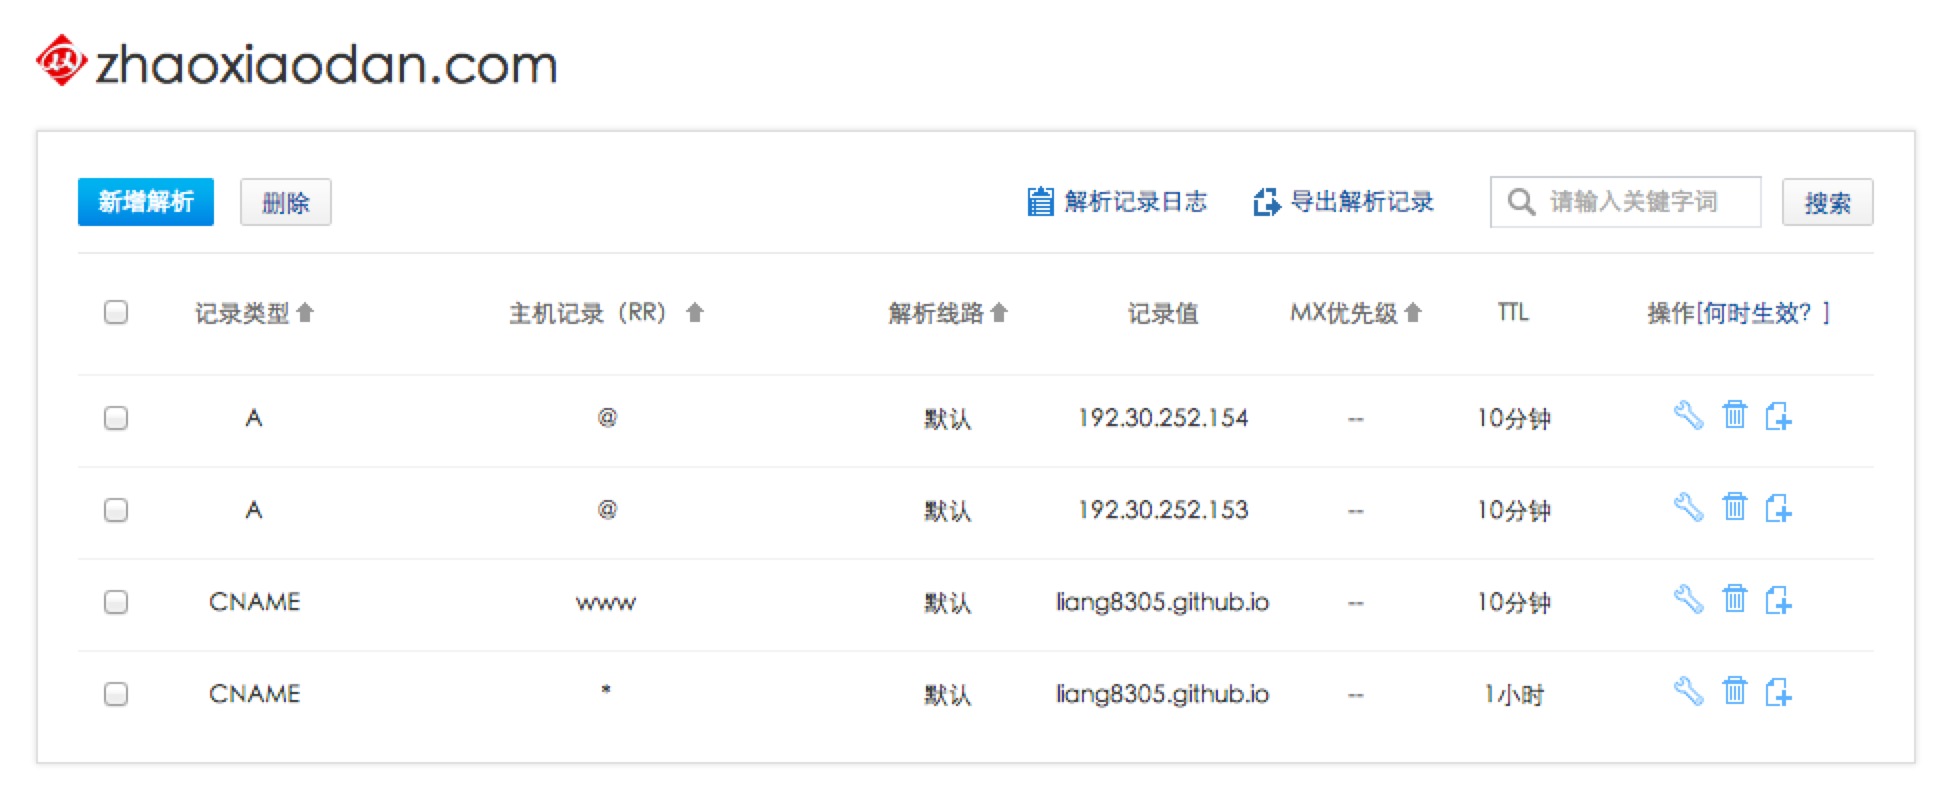 zhaoxiaodan.com
新增解析 删除 解析记录日志 导出解析记录 请输入关键字词 搜索
记录类型 主机记录（RR） 解析线路 记录值 MX优先级 TTL 操作[何时生效？]
A @ 默认 192.30.252.154 -- 10分钟
A @ 默认 192.30.252.153 -- 10分钟
CNAME www 默认 liang8305.github.io -- 10分钟
CNAME * 默认 liang8305.github.io -- 1小时